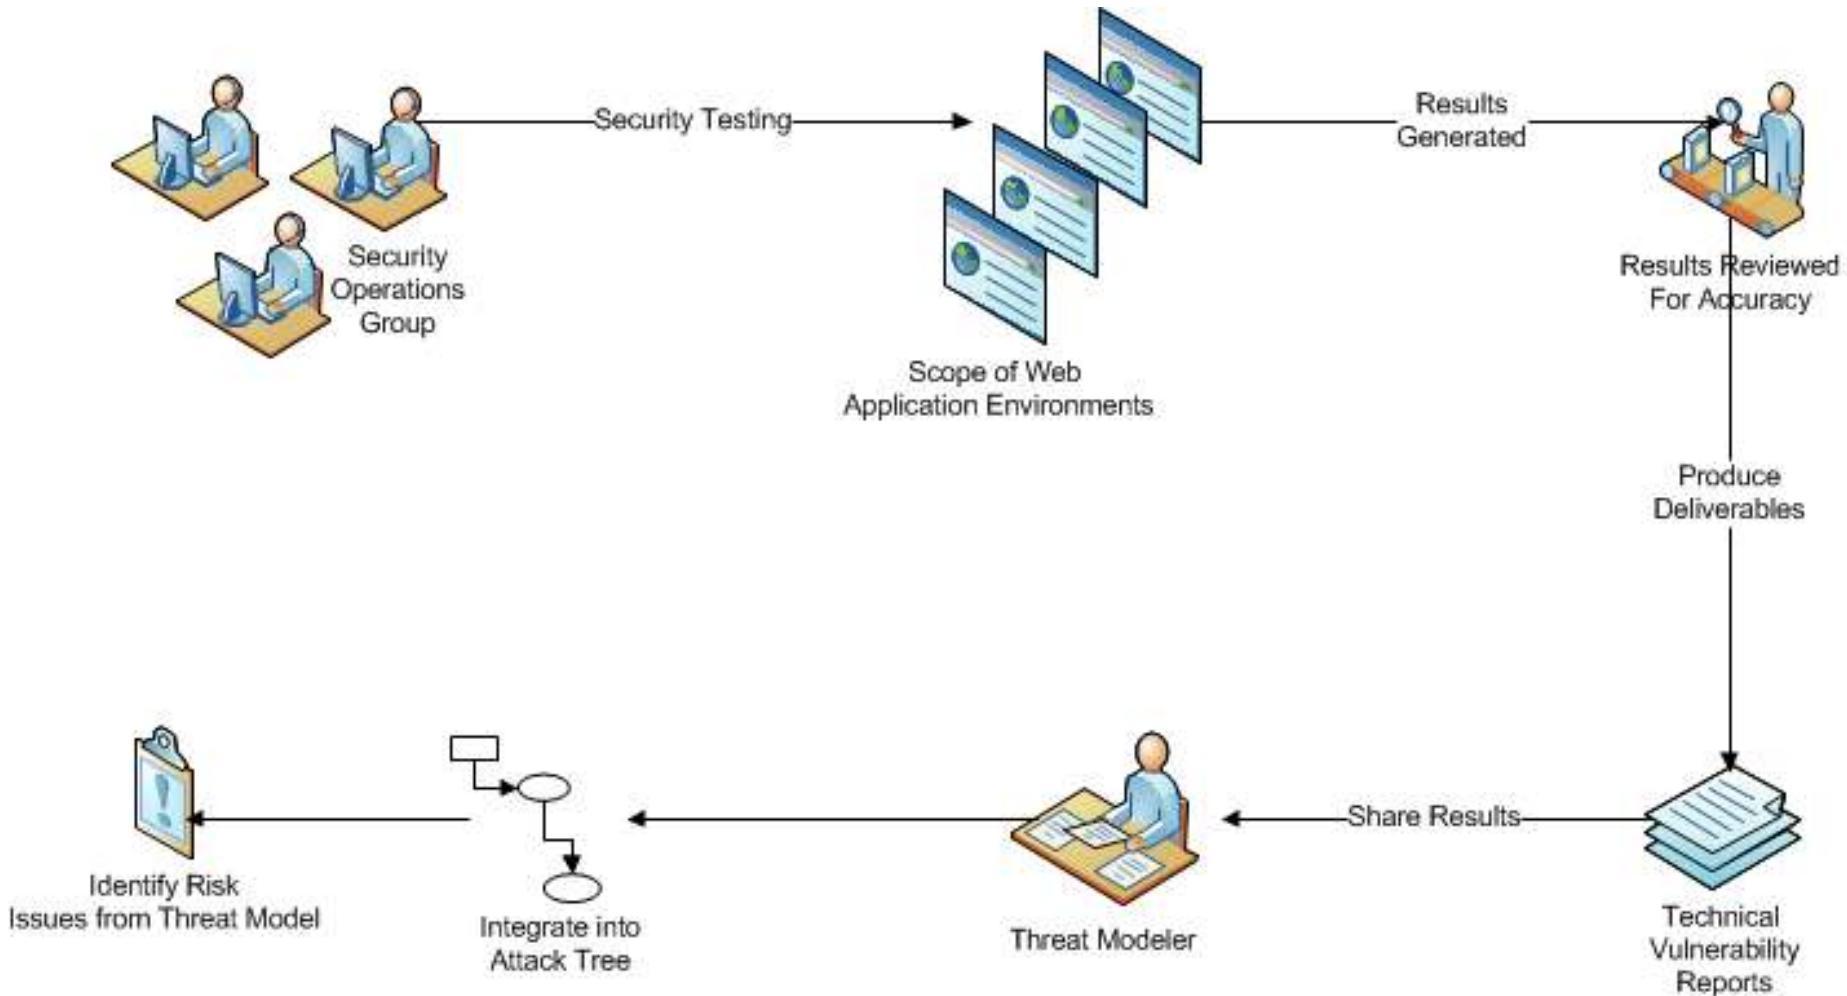 Security Testing
Results
Generated
Security
Operations
Group
Scope of Web
Application Environments
Results Reviewed
For Accuracy
Produce
Deliverables
Share Results
Technical
Vulnerability
Reports
Threat Modeler
Integrate into
Attack Tree
Identify Risk
Issues from Threat Model